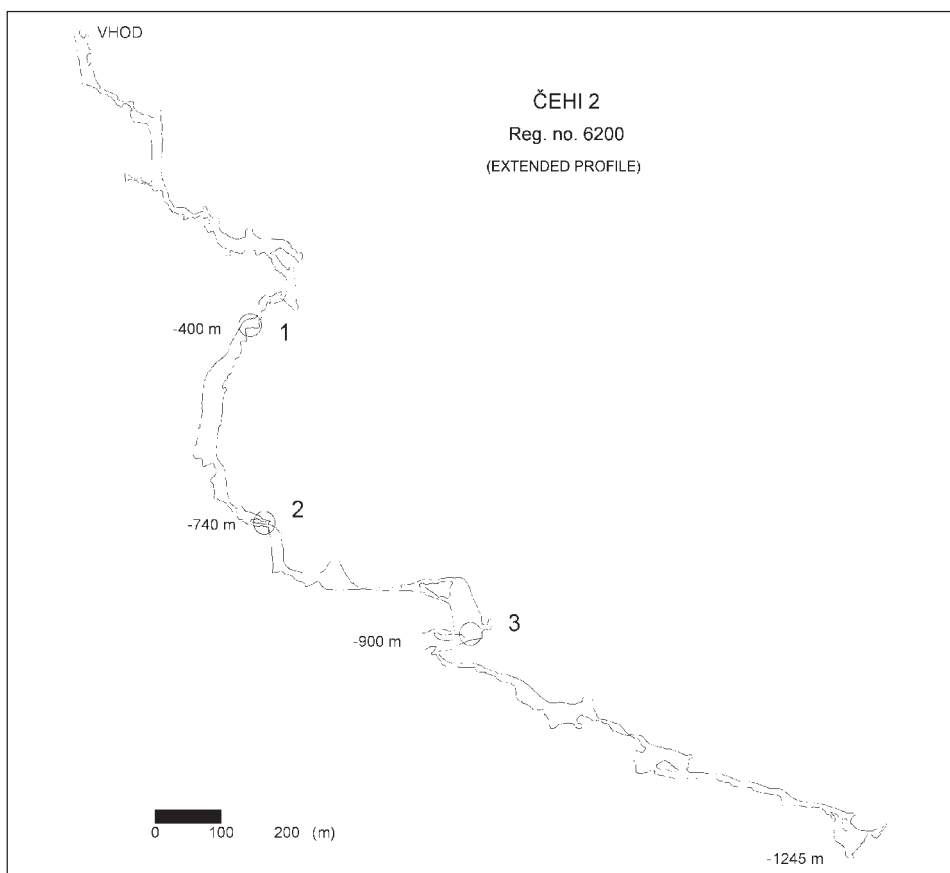 VHOD
ČEHI 2
Reg. no. 6200
(EXTENDED PROFILE)
-400 m
1
-740 m
2
-900 m
3
0 100 200 (m)
-1245 m